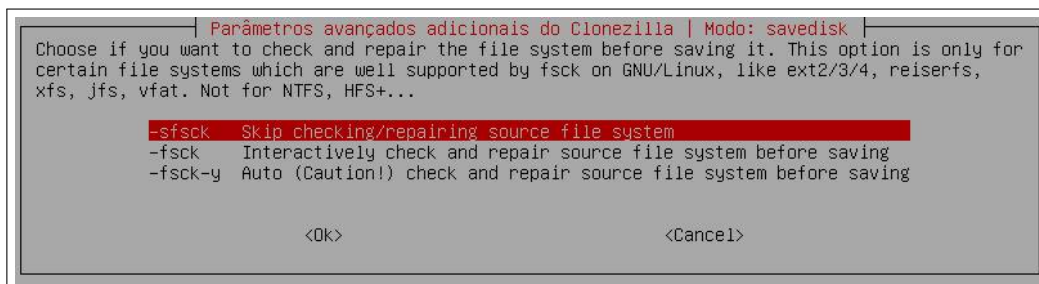 Parâmetros avançados adicionais do Clonezilla | Modo: savedisk
Choose if you want to check and repair the file system before saving it. This option is only for
certain file systems which are well supported by fsck on GNU/Linux, like ext2/3/4, reiserfs,
xfs, jfs, vfat. Not for NTFS, HFS+...
-sfsck Skip checking/repairing source file system
-fsck Interactively check and repair source file system before saving
-fsck-y Auto (Caution!) check and repair source file system before saving
<Ok> <Cancel>